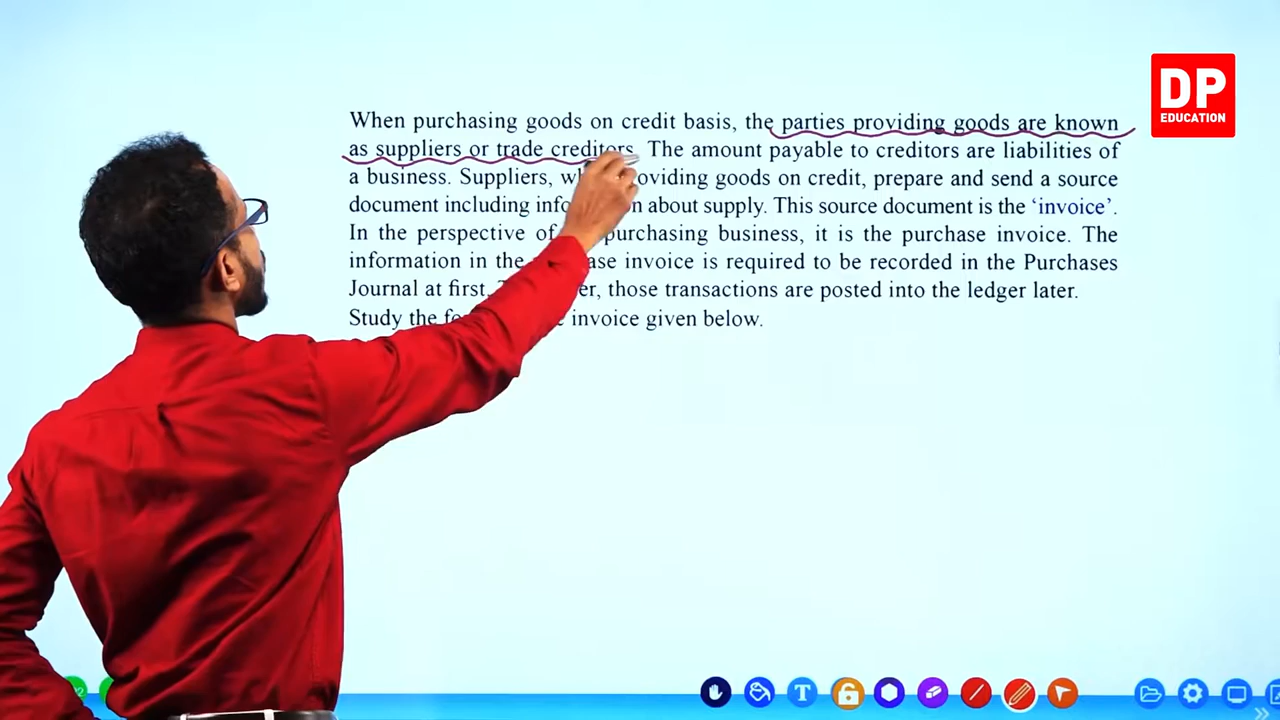 DP
EDUCATION
When purchasing goods on credit basis, the parties providing goods are known
as suppliers or trade creditors. The amount payable to creditors are liabilities of
a business. Suppliers, providing goods on credit, prepare and send a source
document including about supply. This source document is the ‘invoice’.
In the perspective of purchasing business, it is the purchase invoice. The
information in the invoice is required to be recorded in the Purchases
Journal at first. those transactions are posted into the ledger later.
Study the invoice given below.
T